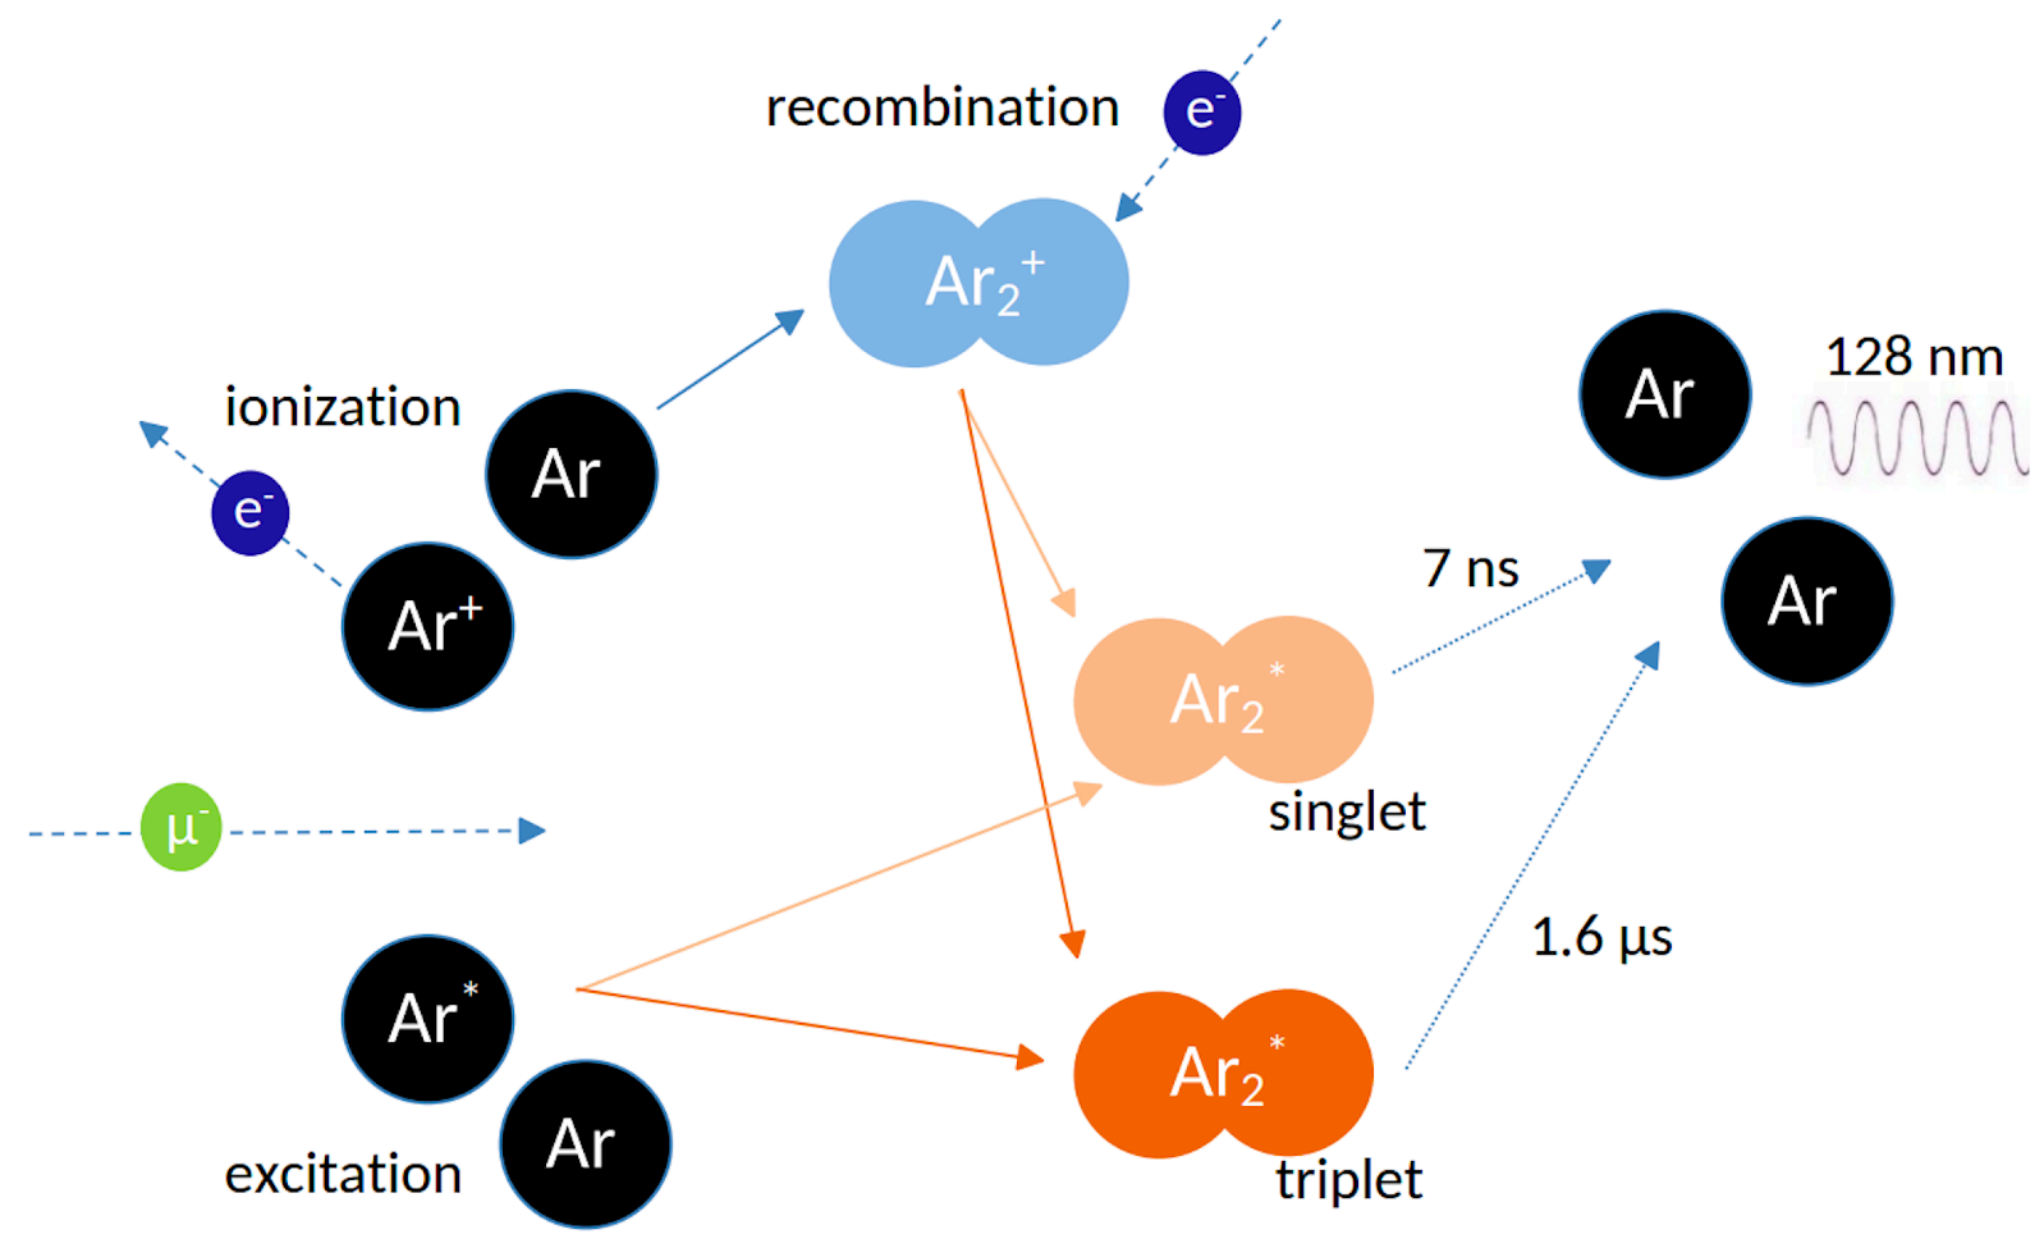 recombination
e⁻
Ar₂⁺
128 nm
Ar
ionization
Ar
e⁻
7 ns
Ar
Ar⁺
Ar₂*
singlet
μ⁻
1.6 μs
Ar*
Ar₂*
Ar
excitation
triplet